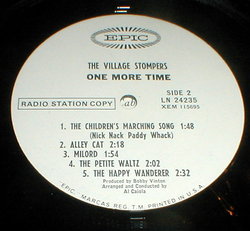 EPIC
THE VILLAGE STOMPERS
ONE MORE TIME
RADIO STATION COPY
ab
SIDE 2
LN 24235
XEM 115695
1. THE CHILDREN'S MARCHING SONG 1:48
(Nick Nack Paddy Whack)
2. ALLEY CAT 2:18
3. MILORD 1:54
4. THE PETITE WALTZ 2:02
5. THE HAPPY WANDERER 2:32
Produced by Bobby Vinton
Arranged and Conducted by
Al Caiola
EPIC, MARCAS REG. T.M. PRINTED IN U.S.A.